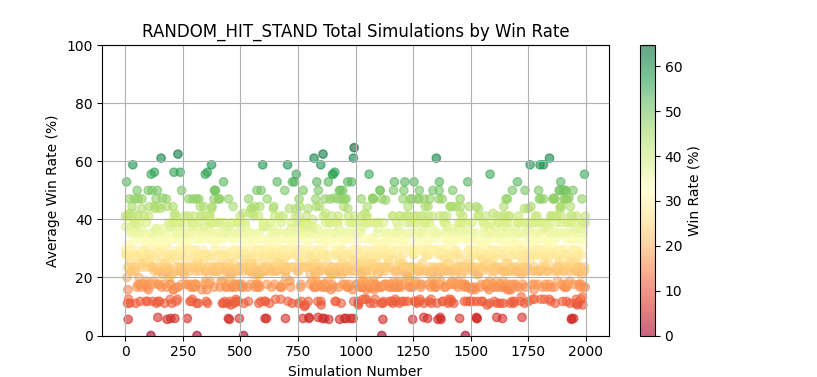 RANDOM_HIT_STAND Total Simulations by Win Rate
100
80
60
40
20
0
Average Win Rate (%)
0 250 500 750 1000 1250 1500 1750 2000
Simulation Number
60
50
40
30
20
10
0
Win Rate (%)